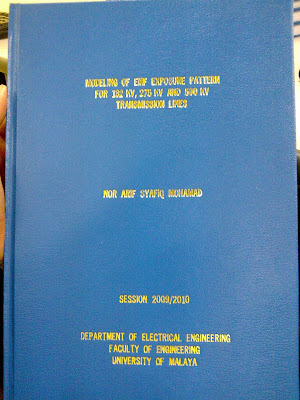 MODELING OF EMF EXPOSURE PATTERN
FOR 132 KV, 275 KV AND 500 KV
TRANSMISSION LINES
NOR ARIF SYAFIQ MOHAMAD
SESSION 2009/2010
DEPARTMENT OF ELECTRICAL ENGINEERING
FACULTY OF ENGINEERING
UNIVERSITY OF MALAYA